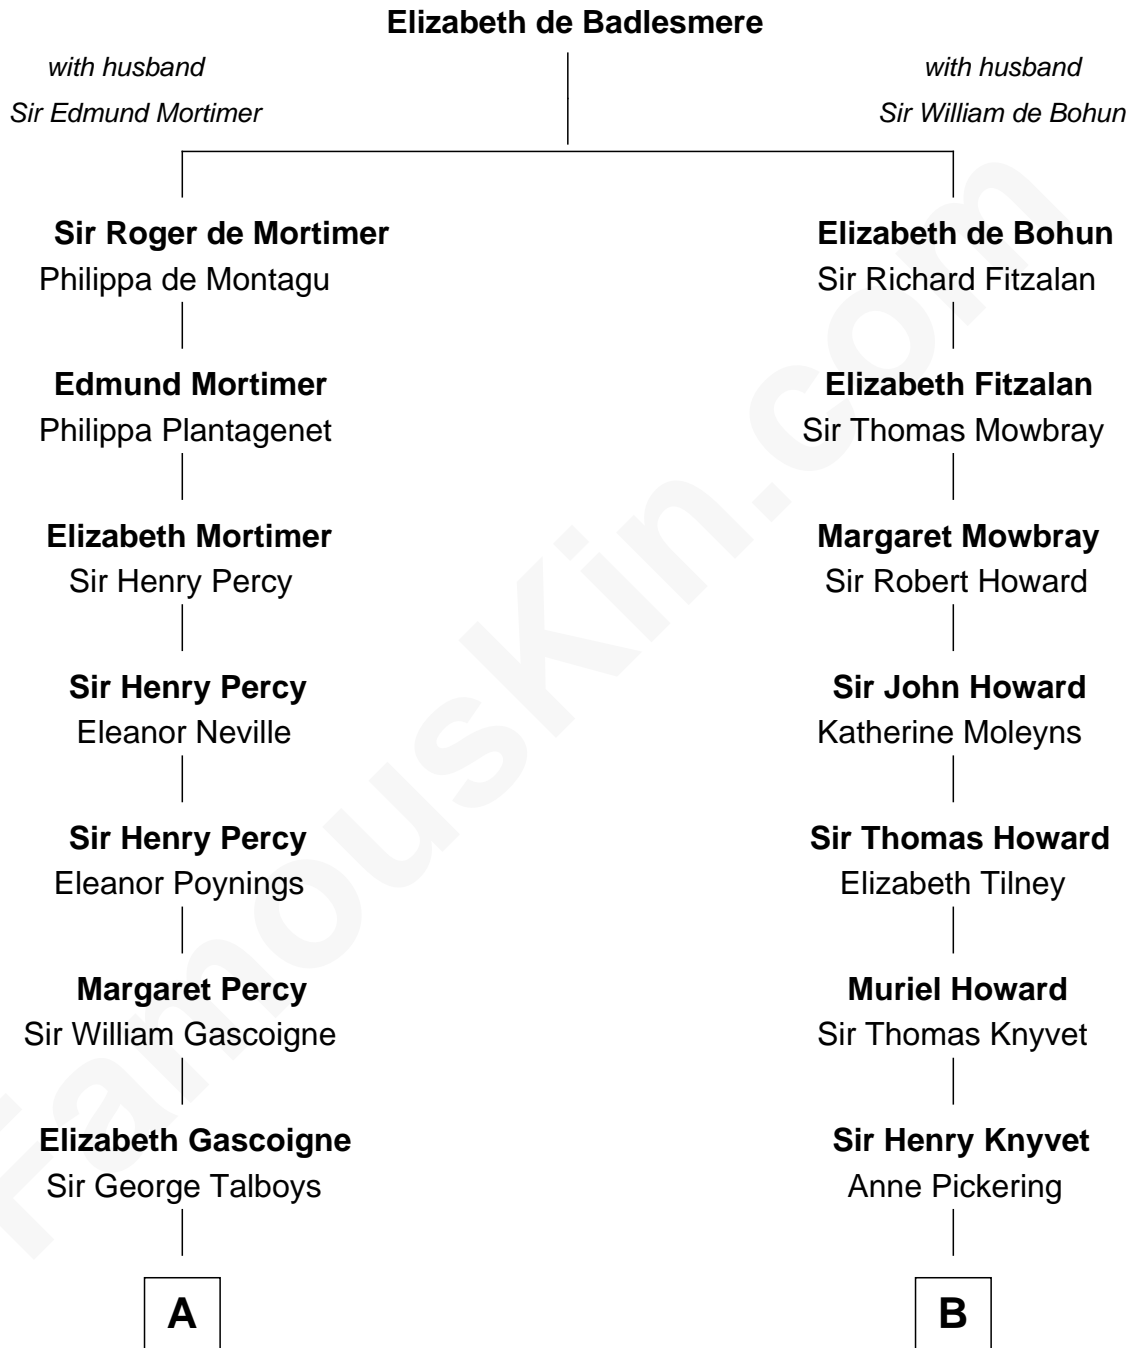 Elizabeth de Badlesmere
with husband
Sir Edmund Mortimer
with husband
Sir William de Bohun
Sir Roger de Mortimer
Philippa de Montagu
Elizabeth de Bohun
Sir Richard Fitzalan
Edmund Mortimer
Philippa Plantagenet
Elizabeth Fitzalan
Sir Thomas Mowbray
Elizabeth Mortimer
Sir Henry Percy
Margaret Mowbray
Sir Robert Howard
Sir Henry Percy
Eleanor Neville
Sir John Howard
Katherine Moleyns
Sir Henry Percy
Eleanor Poynings
Sir Thomas Howard
Elizabeth Tilney
Margaret Percy
Sir William Gascoigne
Muriel Howard
Sir Thomas Knyvet
Elizabeth Gascoigne
Sir George Talboys
Sir Henry Knyvet
Anne Pickering
A
B
FamousKin.com